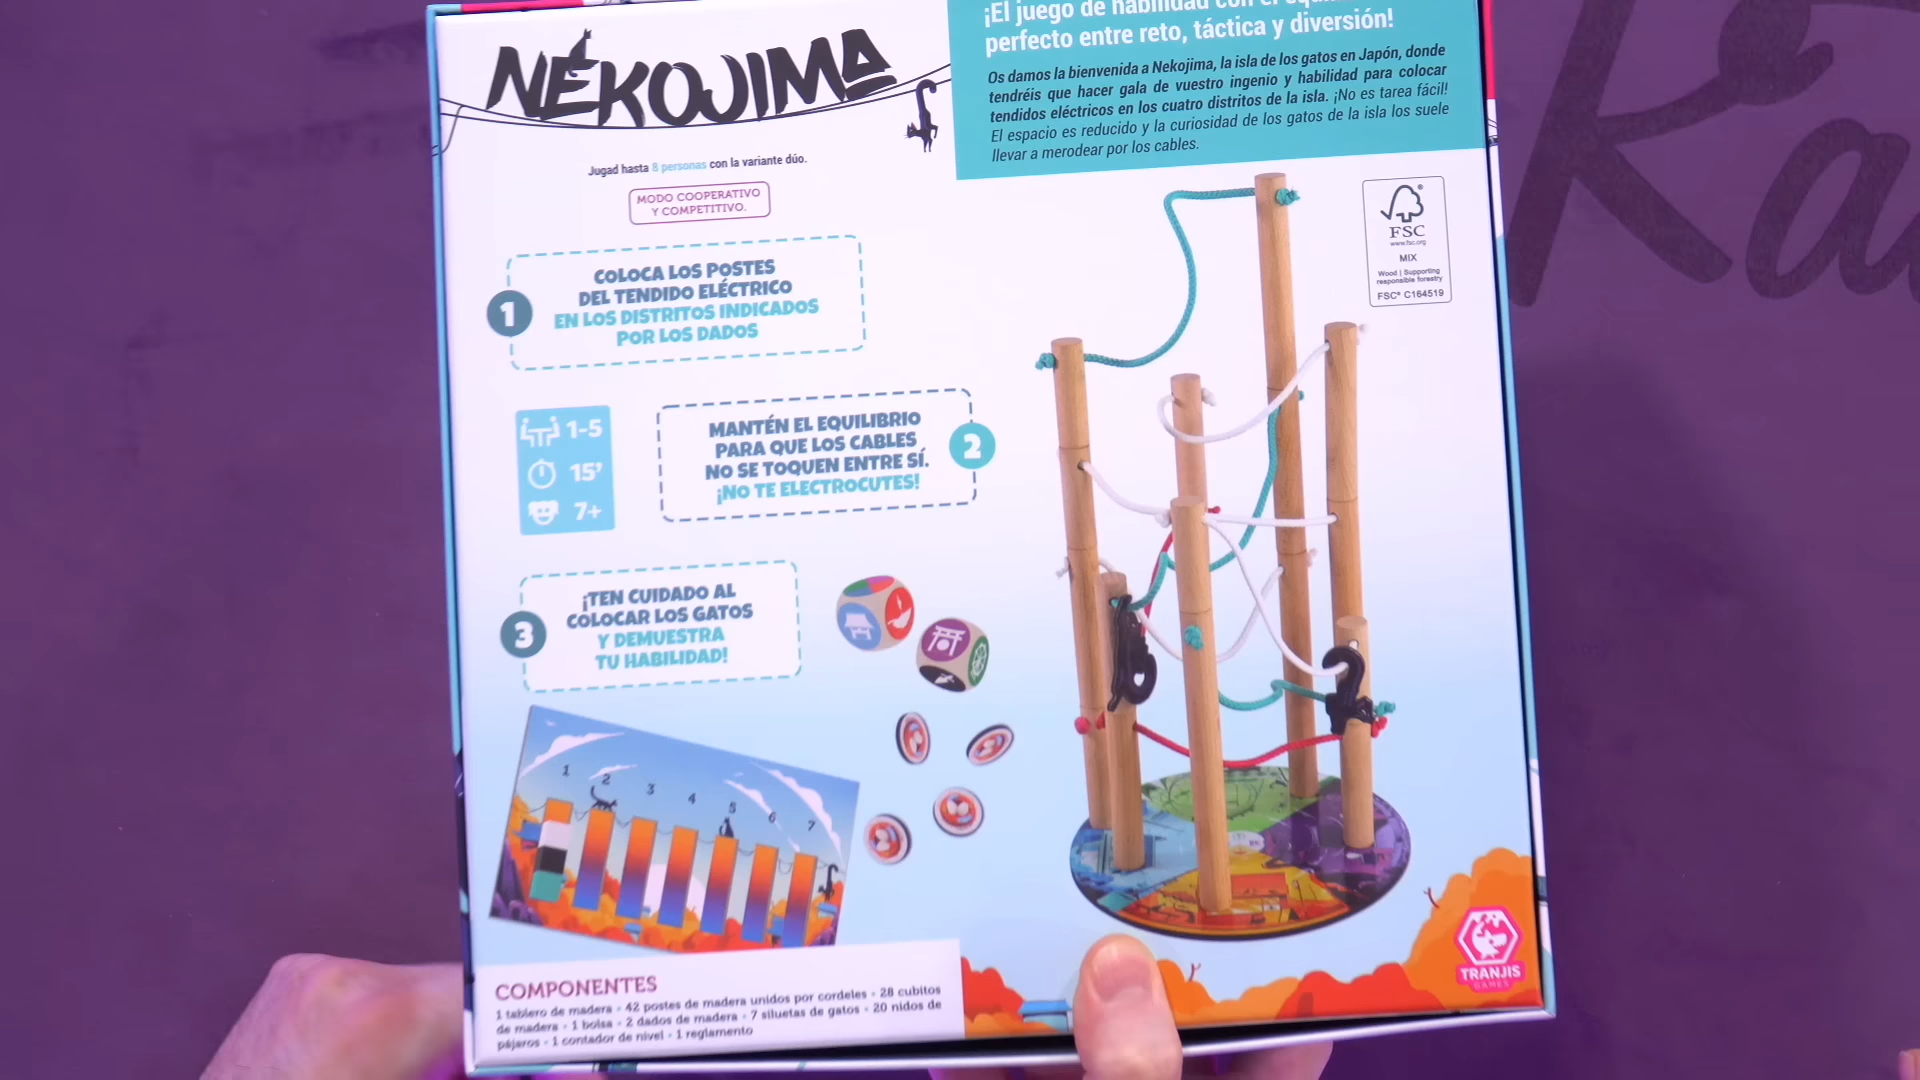 ¡El juego de habilidad con el
perfecto entre reto, táctica y diversión!
Os damos la bienvenida a Nekojima, la isla de los gatos en Japón, donde
tendréis que hacer gala de vuestro ingenio y habilidad para colocar
tendidos eléctricos en los cuatro distritos de la isla. ¡No es tarea fácil!
El espacio es reducido y la curiosidad de los gatos de la isla los suele
llevar a merodear por los cables.
NEKOJIMA
Jugad hasta 8 personas con la variante dúo.
MODO COOPERATIVO
Y COMPETITIVO.
1
COLOCA LOS POSTES
DEL TENDIDO ELÉCTRICO
EN LOS DISTRITOS INDICADOS
POR LOS DADOS
1-5
15’
7+
MANTÉN EL EQUILIBRIO
PARA QUE LOS CABLES
NO SE TOQUEN ENTRE SÍ.
¡NO TE ELECTROCUTES!
2
3
¡TEN CUIDADO AL
COLOCAR LOS GATOS
Y DEMUESTRA
TU HABILIDAD!
FSC
www.fsc.org
MIX
Wood | Supporting
responsible forestry
FSC® C164519
1 2 3 4 5 6 7
COMPONENTES
1 tablero de madera - 42 postes de madera unidos por cordeles - 28 cubitos
de madera - 1 bolsa - 2 dados de madera - 7 siluetas de gatos - 20 nidos de
pájaros - 1 contador de nivel - 1 reglamento
TRANJIS
GAMES